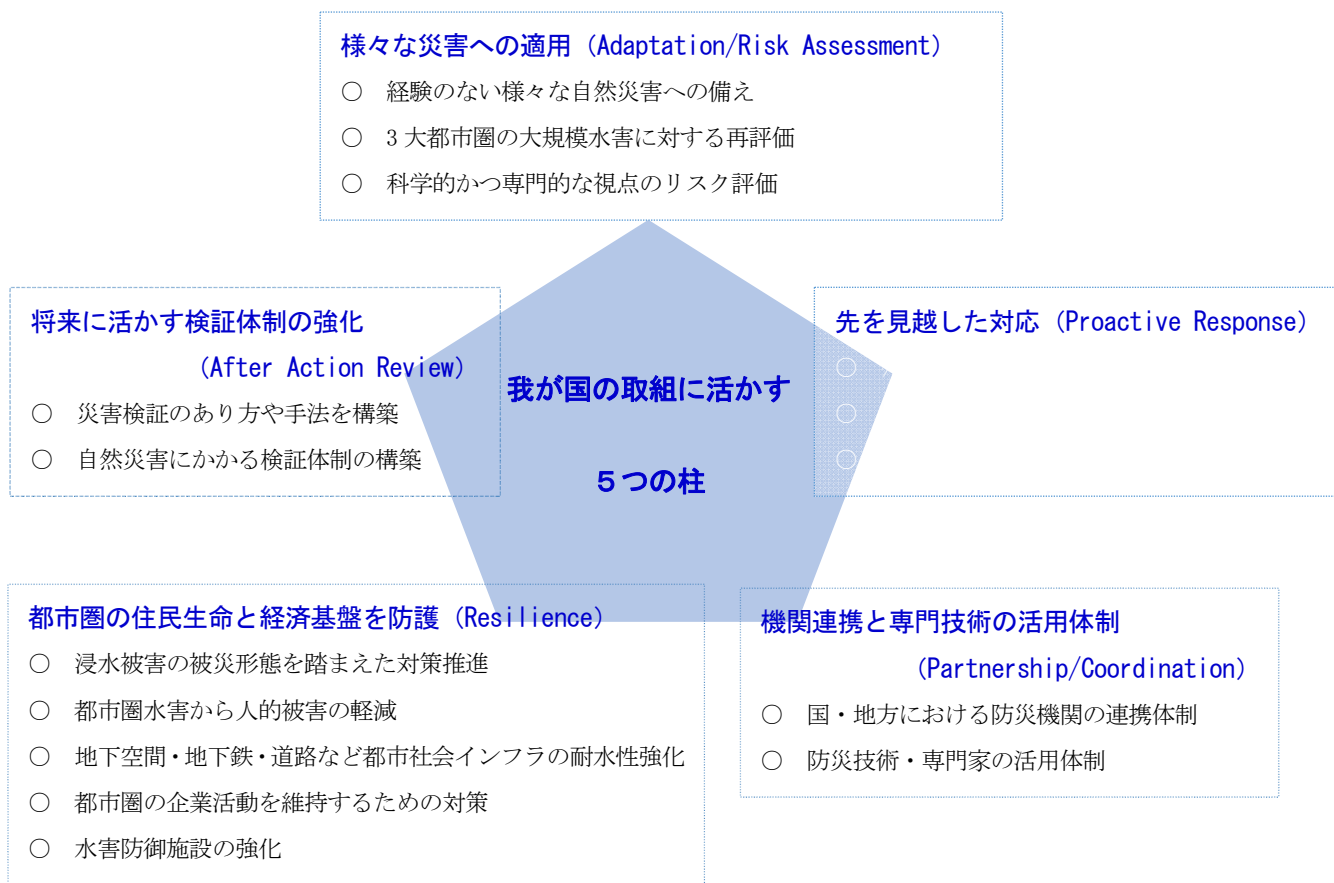 様々な災害への適用（Adaptation/Risk Assessment）
○　経験のない様々な自然災害への備え
○　3大都市圏の大規模水害に対する再評価
○　科学的かつ専門的な視点のリスク評価
将来に活かす検証体制の強化
（After Action Review）
○　災害検証のあり方や手法を構築
○　自然災害にかかる検証体制の構築
我が国の取組に活かす
５つの柱
先を見越した対応（Proactive Response）
○
○
○
都市圏の住民生命と経済基盤を防護（Resilience）
○　浸水被害の被災形態を踏まえた対策推進
○　都市圏水害から人的被害の軽減
○　地下空間・地下鉄・道路など都市社会インフラの耐水性強化
○　都市圏の企業活動を維持するための対策
○　水害防御施設の強化
機関連携と専門技術の活用体制
（Partnership/Coordination）
○　国・地方における防災機関の連携体制
○　防災技術・専門家の活用体制